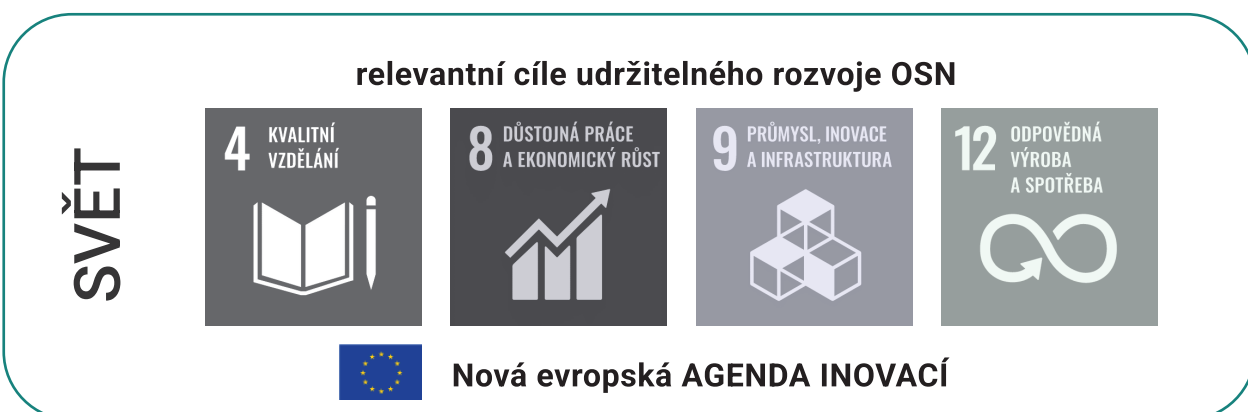 SVĚT
relevantní cíle udržitelného rozvoje OSN
4 KVALITNÍ
VZDĚLÁNÍ
8 DŮSTOJNÁ PRÁCE
A EKONOMICKÝ RŮST
9 PRŮMYSL, INOVACE
A INFRASTRUKTURA
12 ODPOVĚDNÁ
VÝROBA
A SPOTŘEBA
Nová evropská AGENDA INOVACÍ